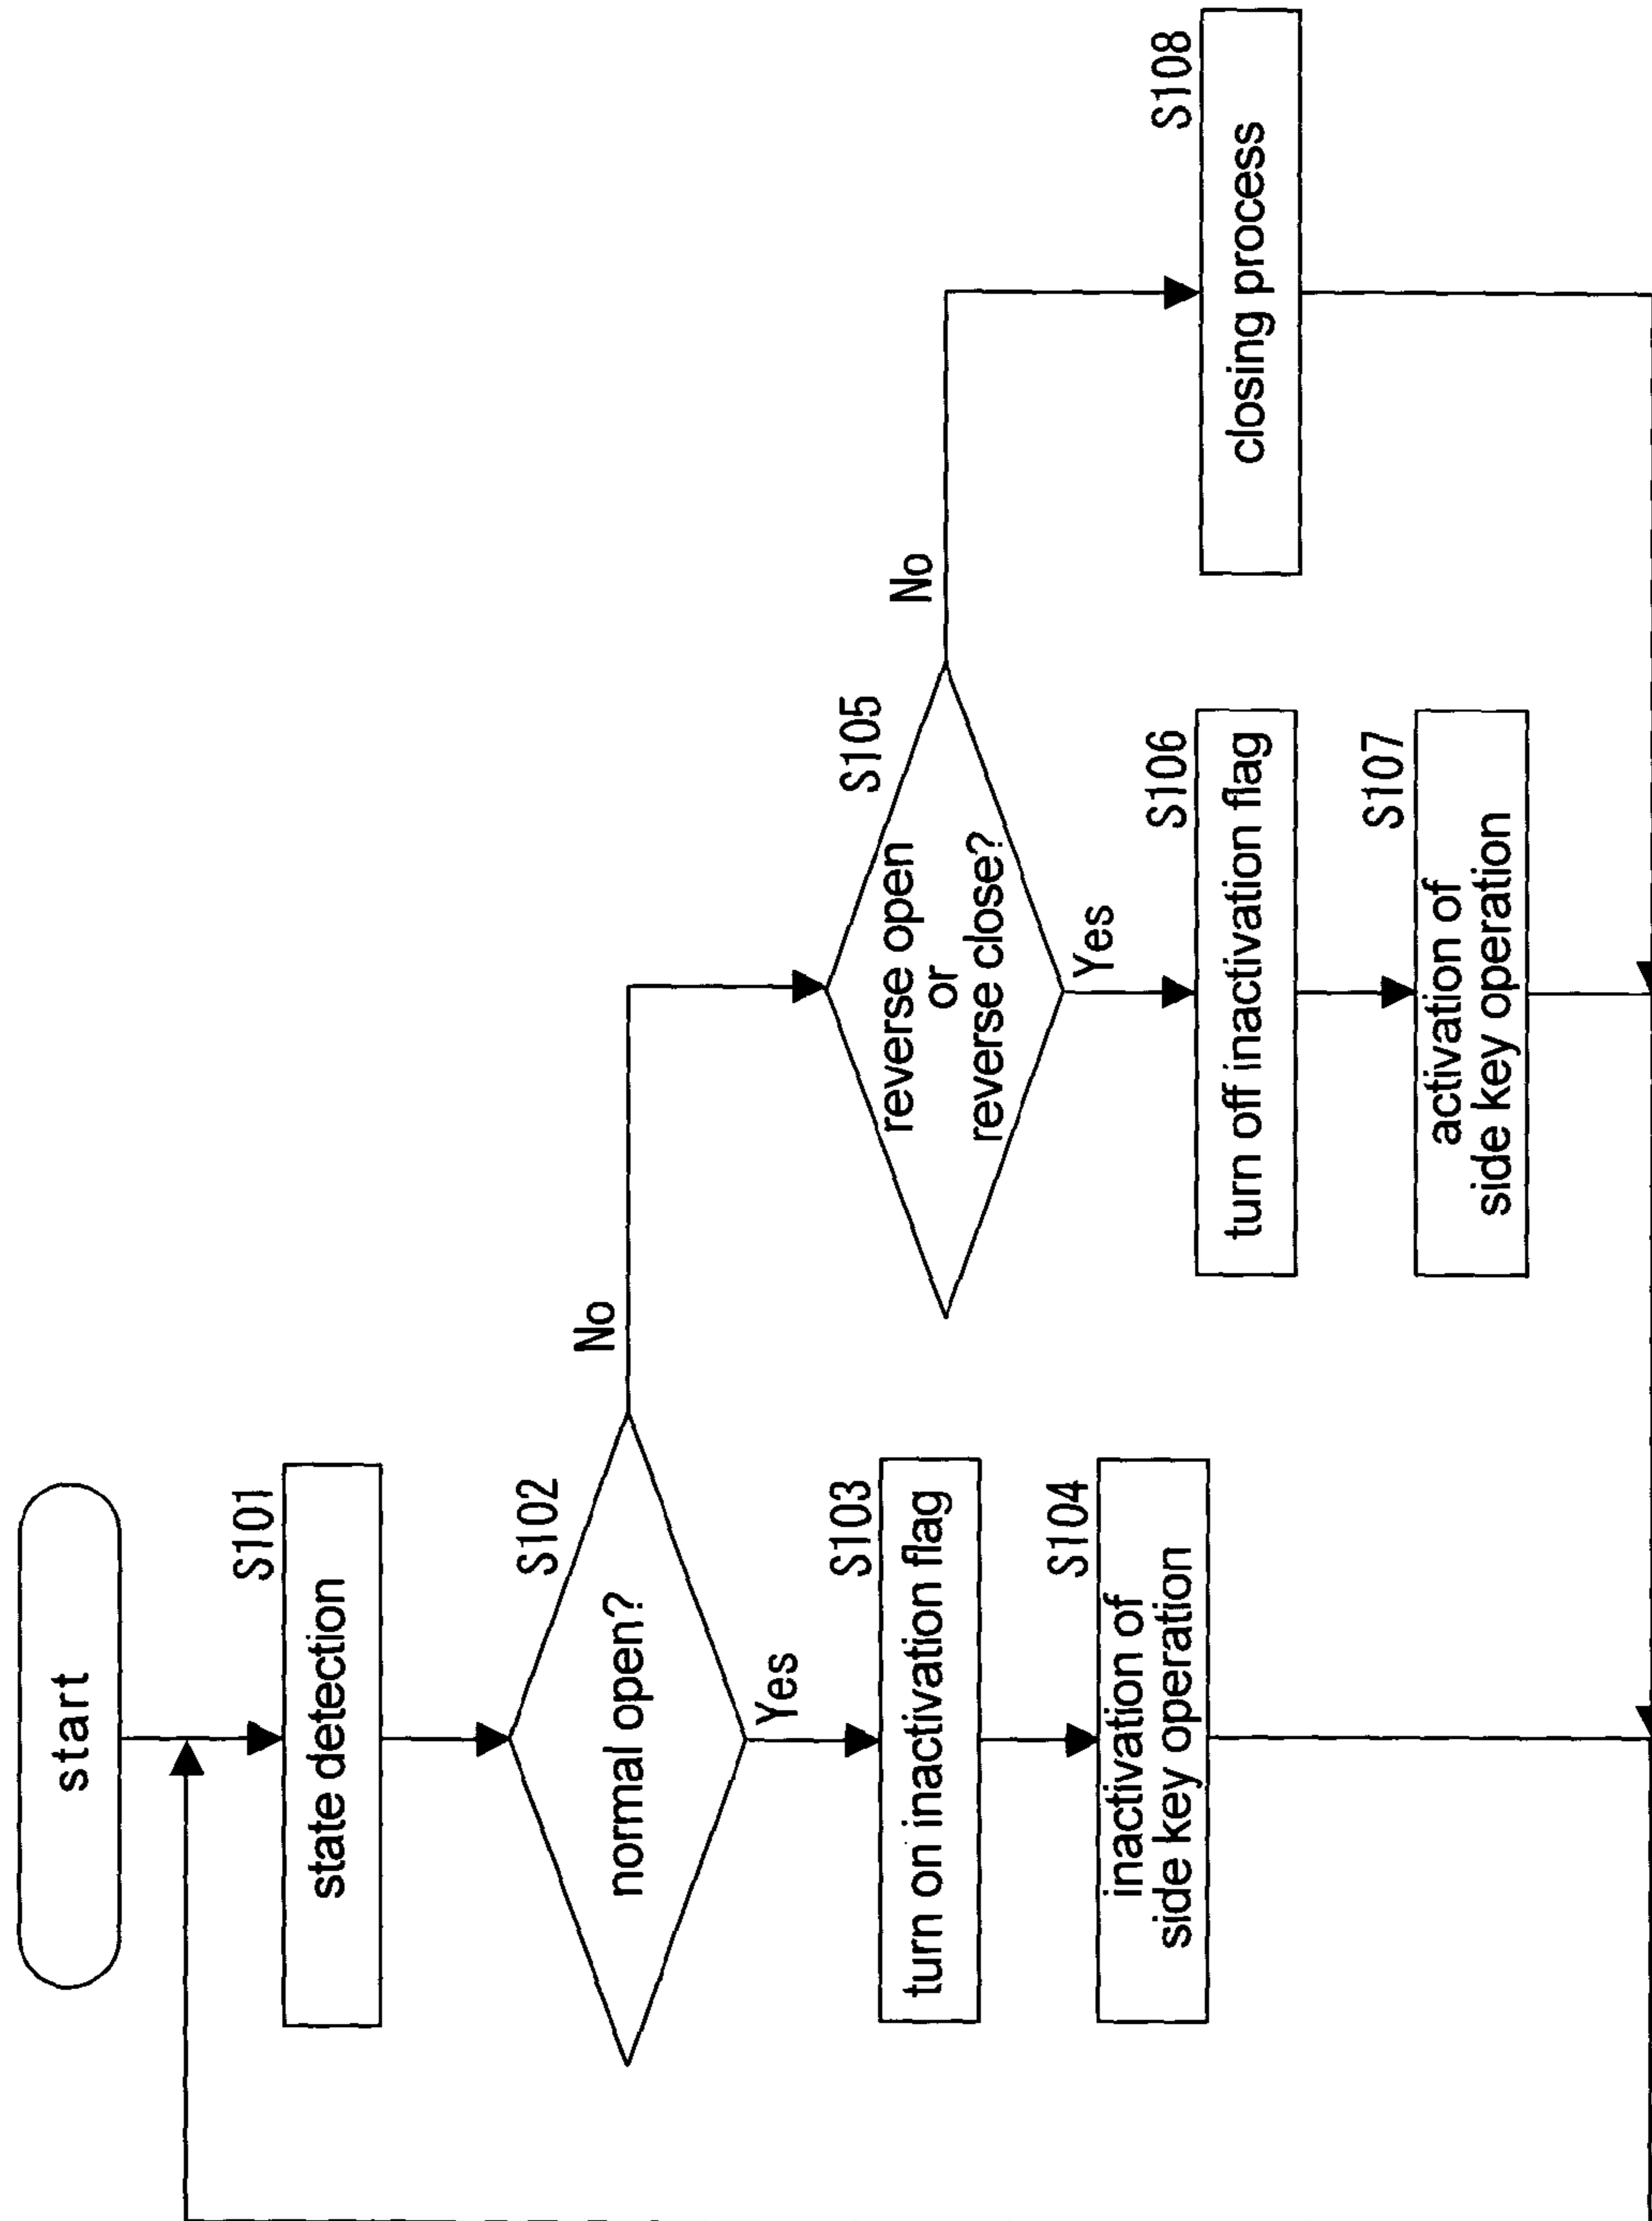 start
S101
state detection
S102
normal open?
No
Yes
S103
turn on inactivation flag
S104
inactivation of
side key operation
S105
reverse open
or
reverse close?
No
Yes
S106
turn off inactivation flag
S107
activation of
side key operation
S108
closing process